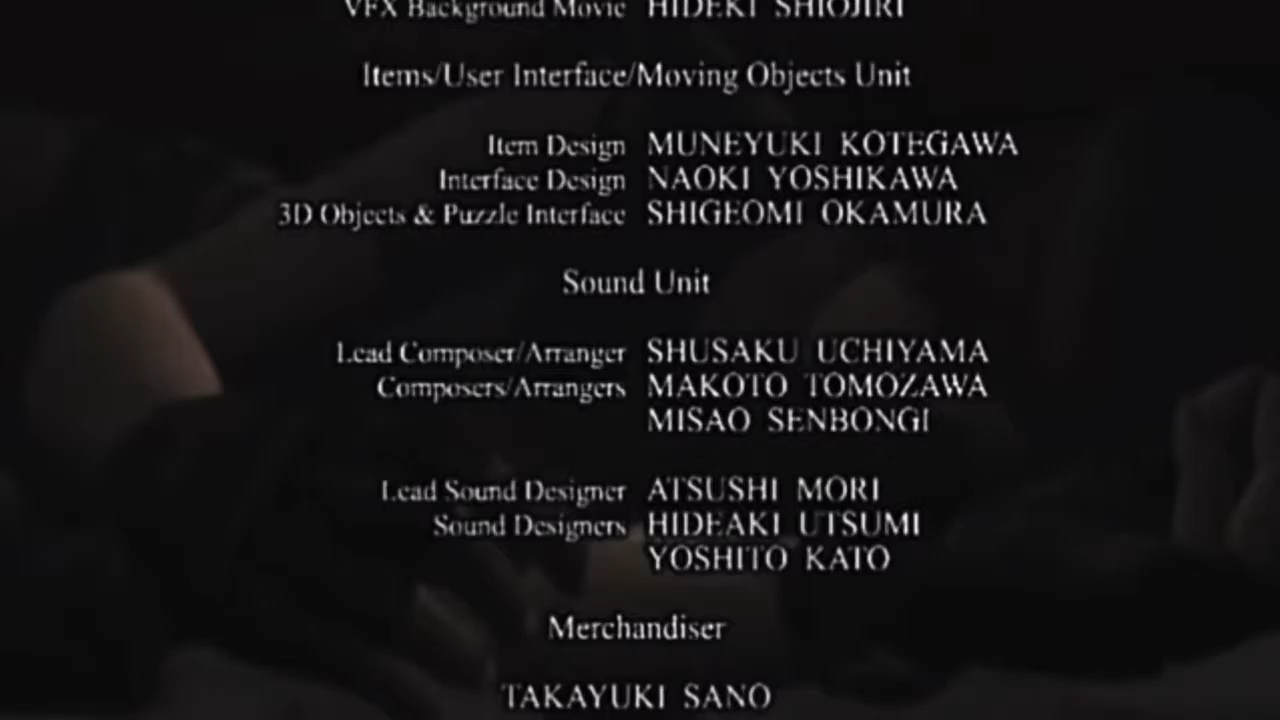 VFX Background Movie HIDEKI SHIOJIRI
Items/User Interface/Moving Objects Unit
Item Design MUNEYUKI KOTEGAWA
Interface Design NAOKI YOSHIKAWA
3D Objects & Puzzle Interface SHIGEOMI OKAMURA
Sound Unit
Lead Composer/Arranger SHUSAKU UCHIYAMA
Composers/Arrangers MAKOTO TOMOZAWA
MISAO SENBONGI
Lead Sound Designer ATSUSHI MORI
Sound Designers HIDEAKI UTSUMI
YOSHITO KATO
Merchandiser
TAKAYUKI SANO